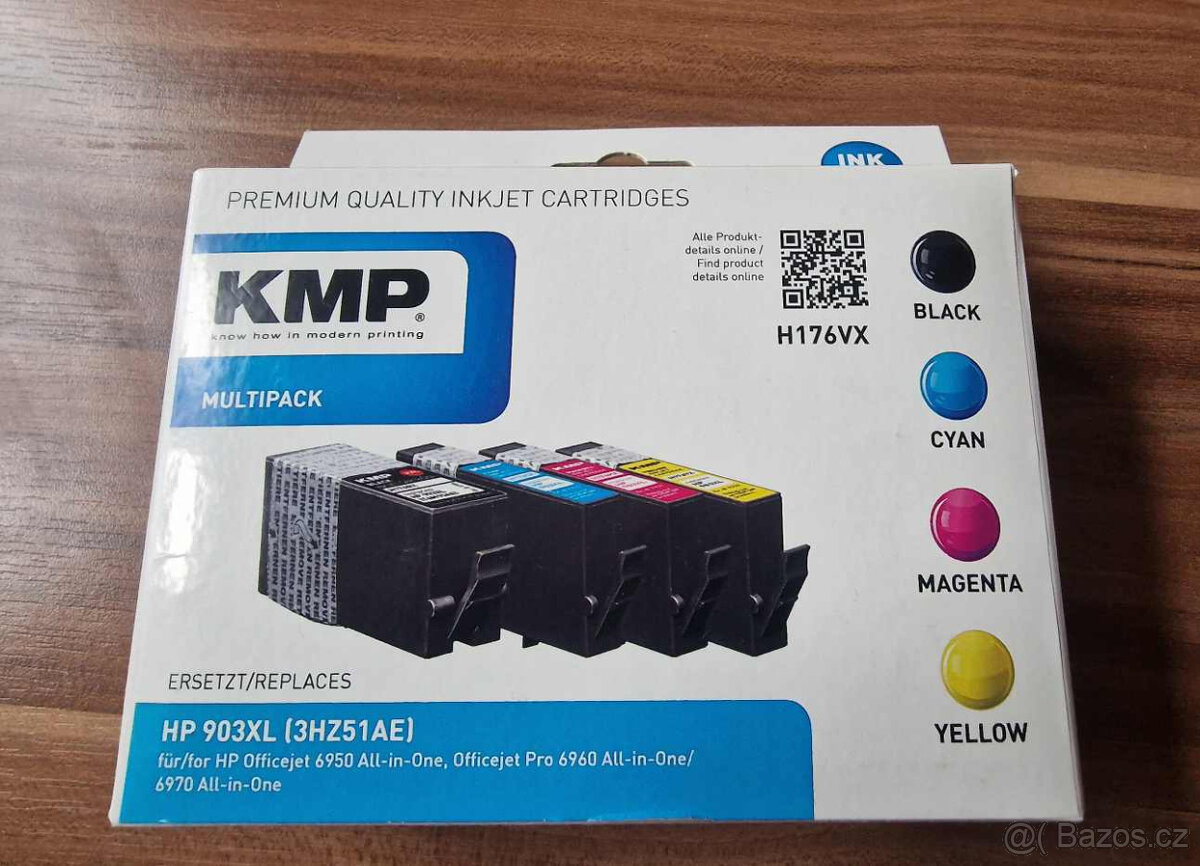 INK
PREMIUM QUALITY INKJET CARTRIDGES
KMP®
know how in modern printing
MULTIPACK
Alle Produkt-
details online /
Find product
details online
H176VX
BLACK
CYAN
MAGENTA
YELLOW
KMP
KMP
ERSETZT/REPLACES
HP 903XL (3HZ51AE)
für/for HP Officejet 6950 All-in-One, Officejet Pro 6960 All-in-One/
6970 All-in-One
@( Bazos.cz